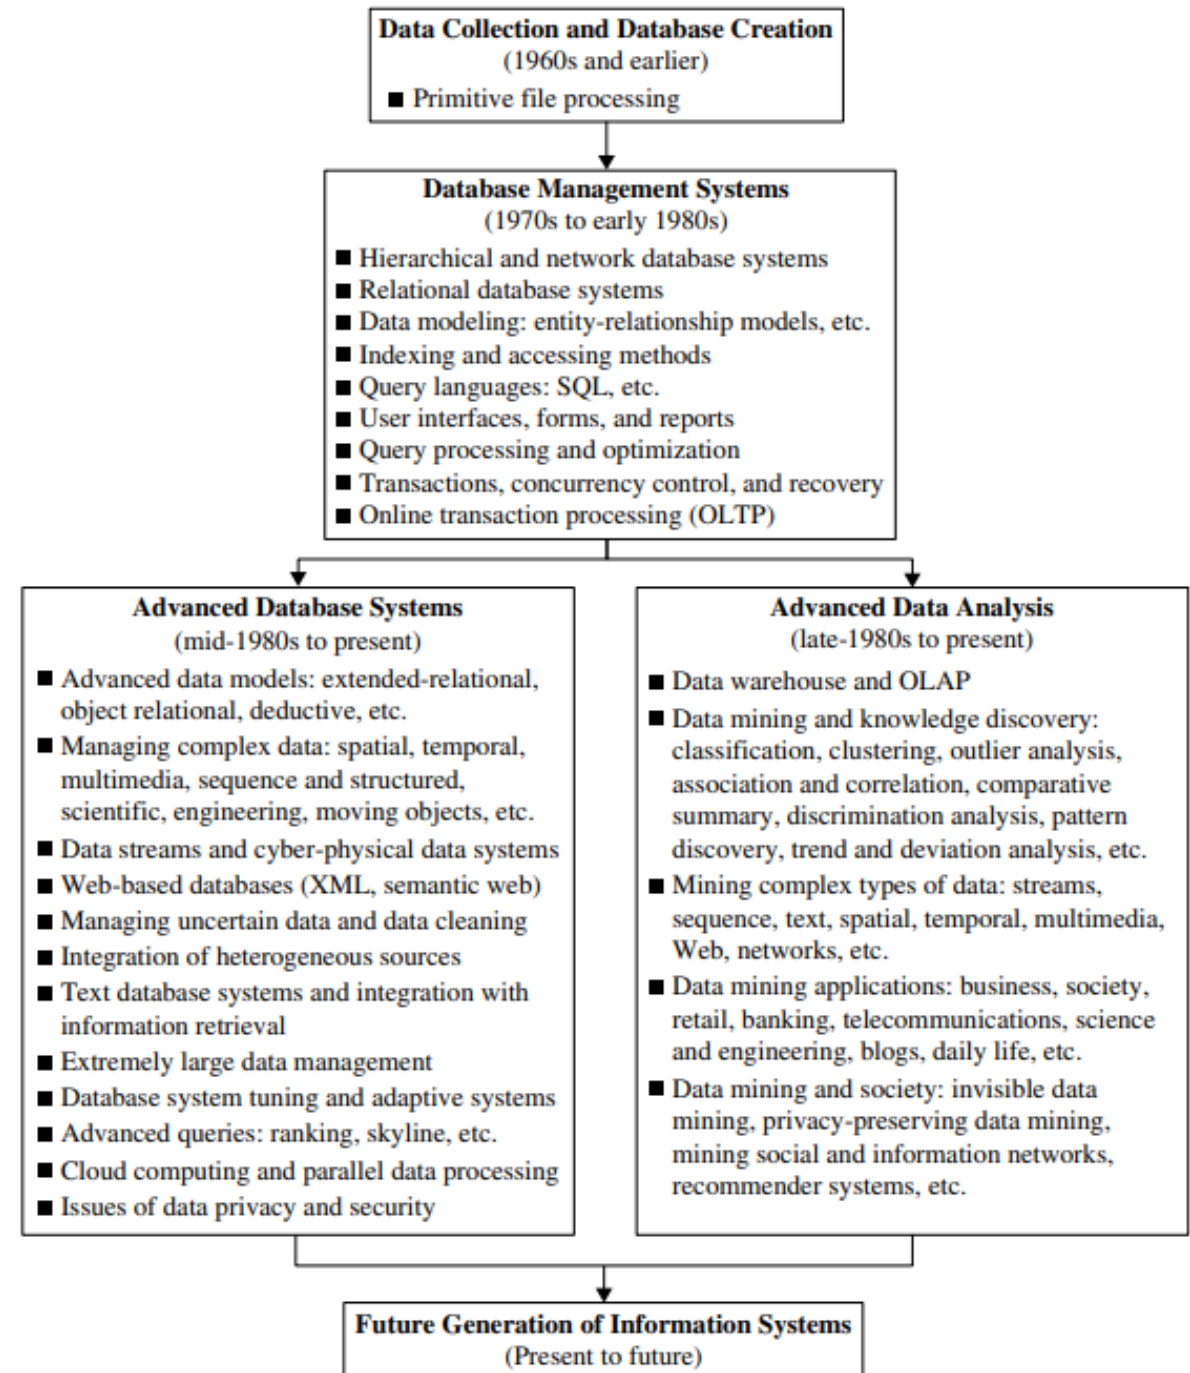 Data Collection and Database Creation
(1960s and earlier)
■ Primitive file processing
Database Management Systems
(1970s to early 1980s)
■ Hierarchical and network database systems
■ Relational database systems
■ Data modeling: entity-relationship models, etc.
■ Indexing and accessing methods
■ Query languages: SQL, etc.
■ User interfaces, forms, and reports
■ Query processing and optimization
■ Transactions, concurrency control, and recovery
■ Online transaction processing (OLTP)
Advanced Database Systems
(mid-1980s to present)
■ Advanced data models: extended-relational,
object relational, deductive, etc.
■ Managing complex data: spatial, temporal,
multimedia, sequence and structured,
scientific, engineering, moving objects, etc.
■ Data streams and cyber-physical data systems
■ Web-based databases (XML, semantic web)
■ Managing uncertain data and data cleaning
■ Integration of heterogeneous sources
■ Text database systems and integration with
information retrieval
■ Extremely large data management
■ Database system tuning and adaptive systems
■ Advanced queries: ranking, skyline, etc.
■ Cloud computing and parallel data processing
■ Issues of data privacy and security
Advanced Data Analysis
(late-1980s to present)
■ Data warehouse and OLAP
■ Data mining and knowledge discovery:
classification, clustering, outlier analysis,
association and correlation, comparative
summary, discrimination analysis, pattern
discovery, trend and deviation analysis, etc.
■ Mining complex types of data: streams,
sequence, text, spatial, temporal, multimedia,
Web, networks, etc.
■ Data mining applications: business, society,
retail, banking, telecommunications, science
and engineering, blogs, daily life, etc.
■ Data mining and society: invisible data
mining, privacy-preserving data mining,
mining social and information networks,
recommender systems, etc.
Future Generation of Information Systems
(Present to future)